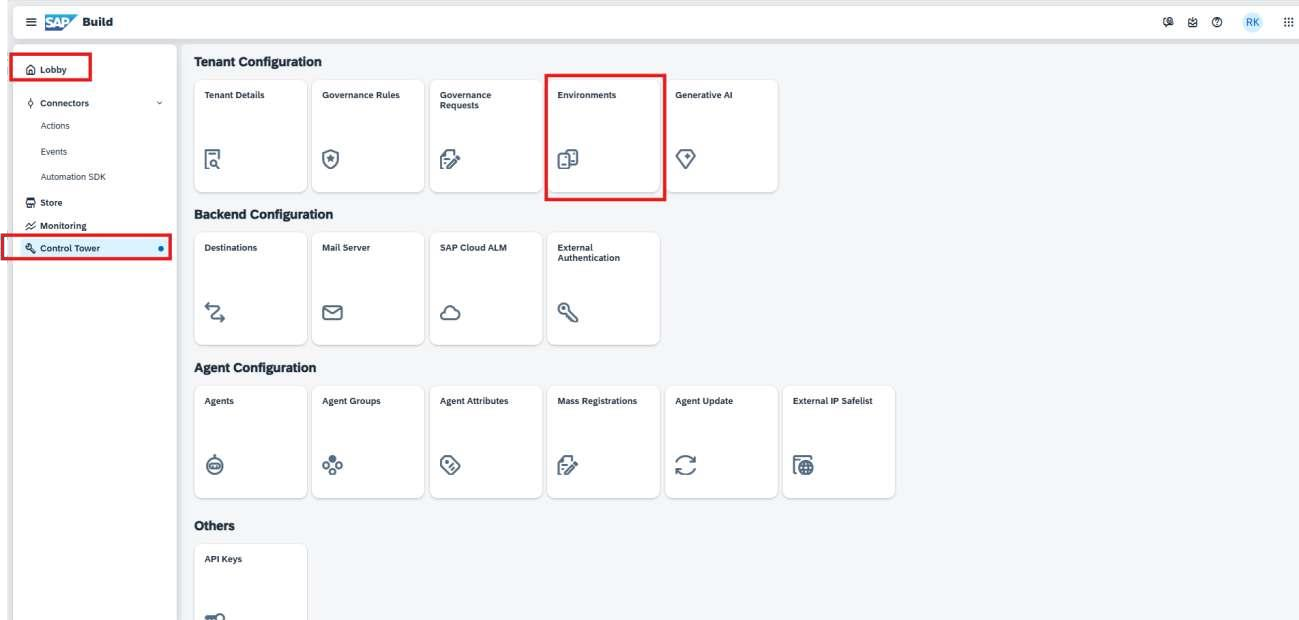 SAP Build
RK
Lobby
Connectors
Actions
Events
Automation SDK
Store
Monitoring
Control Tower
Tenant Configuration
Tenant Details
Governance Rules
Governance
Requests
Environments
Generative AI
Backend Configuration
Destinations
Mail Server
SAP Cloud ALM
External
Authentication
Agent Configuration
Agents
Agent Groups
Agent Attributes
Mass Registrations
Agent Update
External IP Safelist
Others
API Keys